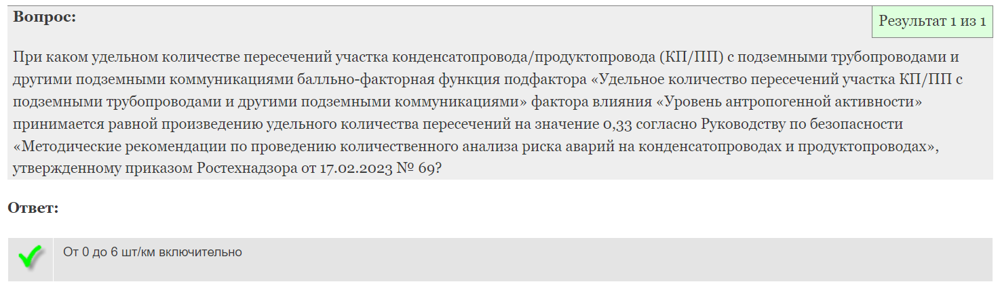 Вопрос:
Результат 1 из 1
При каком удельном количестве пересечений участка конденсатопровода/продуктопровода (КП/ПП) с подземными трубопроводами и
другими подземными коммуникациями балльно-факторная функция подфактора «Удельное количество пересечений участка КП/ПП с
подземными трубопроводами и другими подземными коммуникациями» фактора влияния «Уровень антропогенной активности»
принимается равной произведению удельного количества пересечений на значение 0,33 согласно Руководству по безопасности
«Методические рекомендации по проведению количественного анализа риска аварий на конденсатопроводах и продуктопроводах»,
утвержденному приказом Ростехнадзора от 17.02.2023 № 69?
Ответ:
От 0 до 6 шт/км включительно